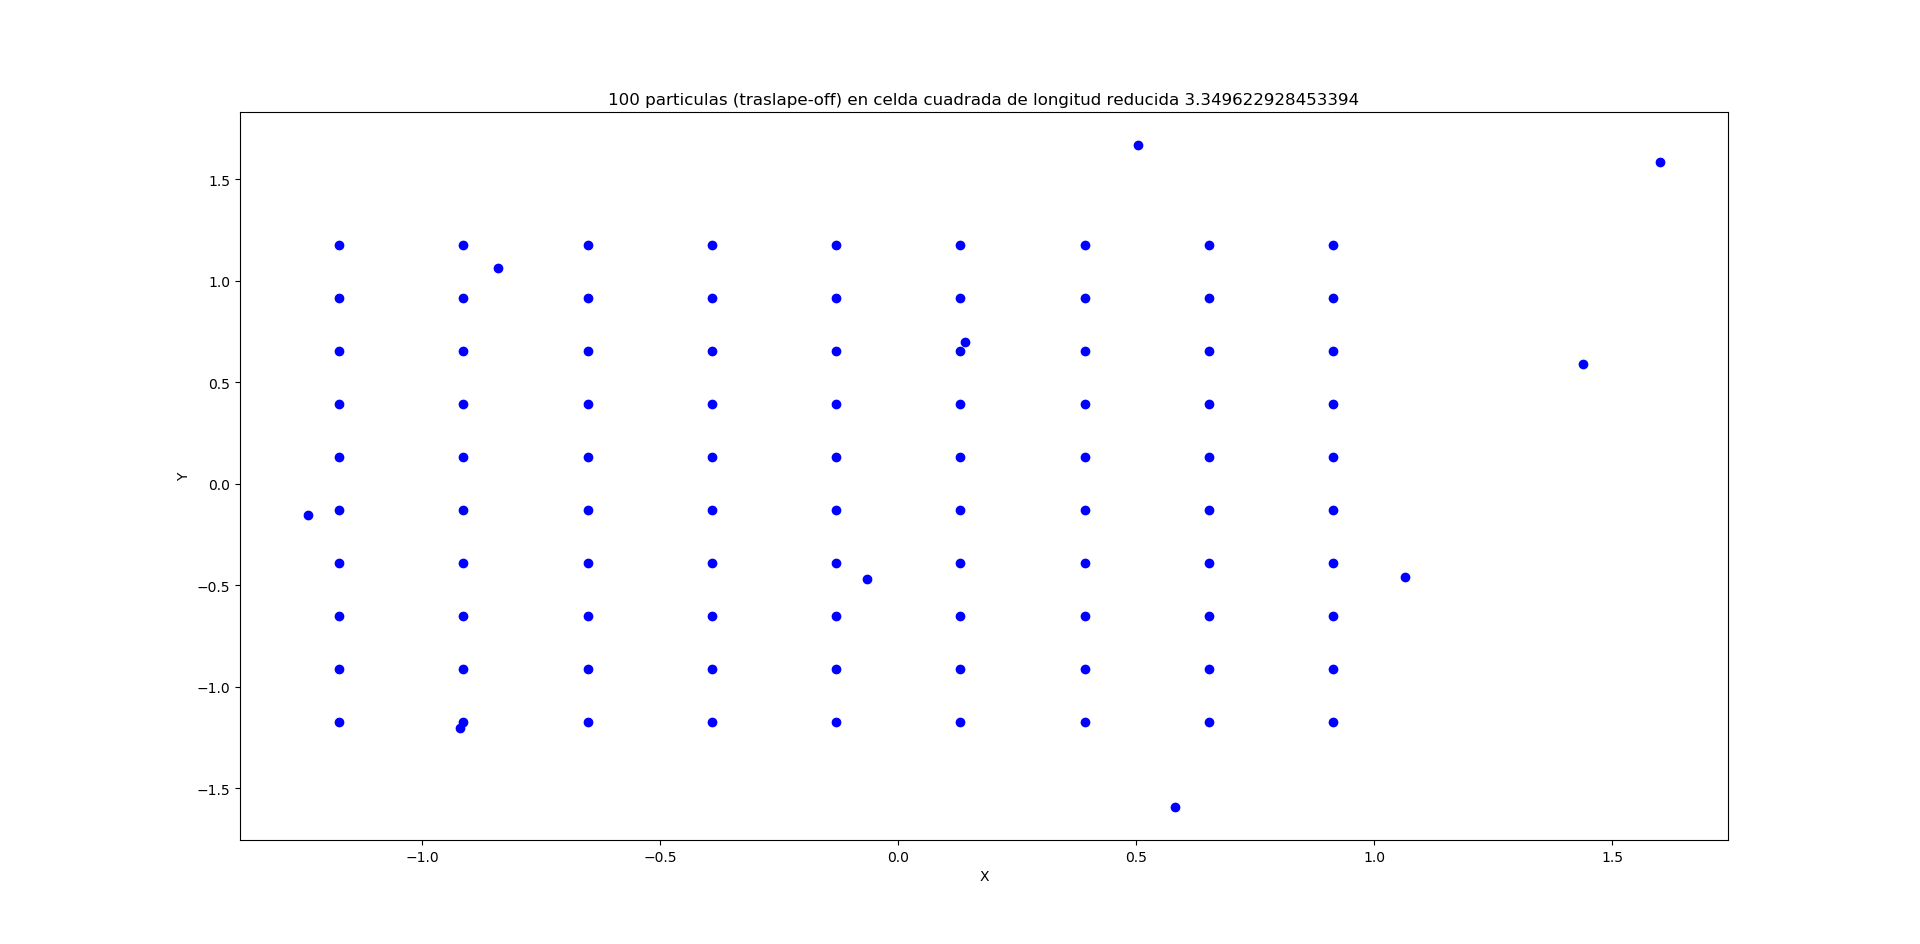 100 particulas (traslape-off) en celda cuadrada de longitud reducida 3.349622928453394
1.5
1.0
0.5
0.0
−0.5
−1.0
−1.5
Y
−1.0 −0.5 0.0 0.5 1.0 1.5
X